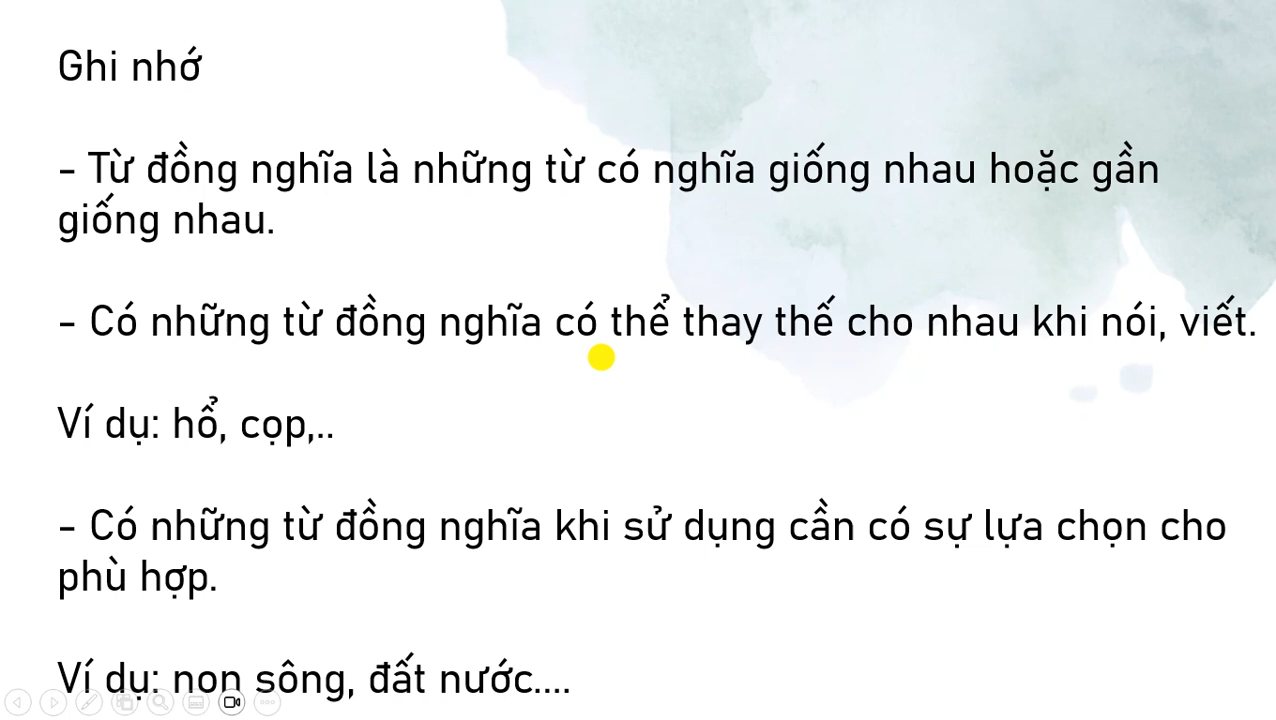 Ghi nhớ
- Từ đồng nghĩa là những từ có nghĩa giống nhau hoặc gần
giống nhau.
- Có những từ đồng nghĩa có thể thay thế cho nhau khi nói, viết.
Ví dụ: hổ, cọp,..
- Có những từ đồng nghĩa khi sử dụng cần có sự lựa chọn cho
phù hợp.
Ví dụ: non sông, đất nước....